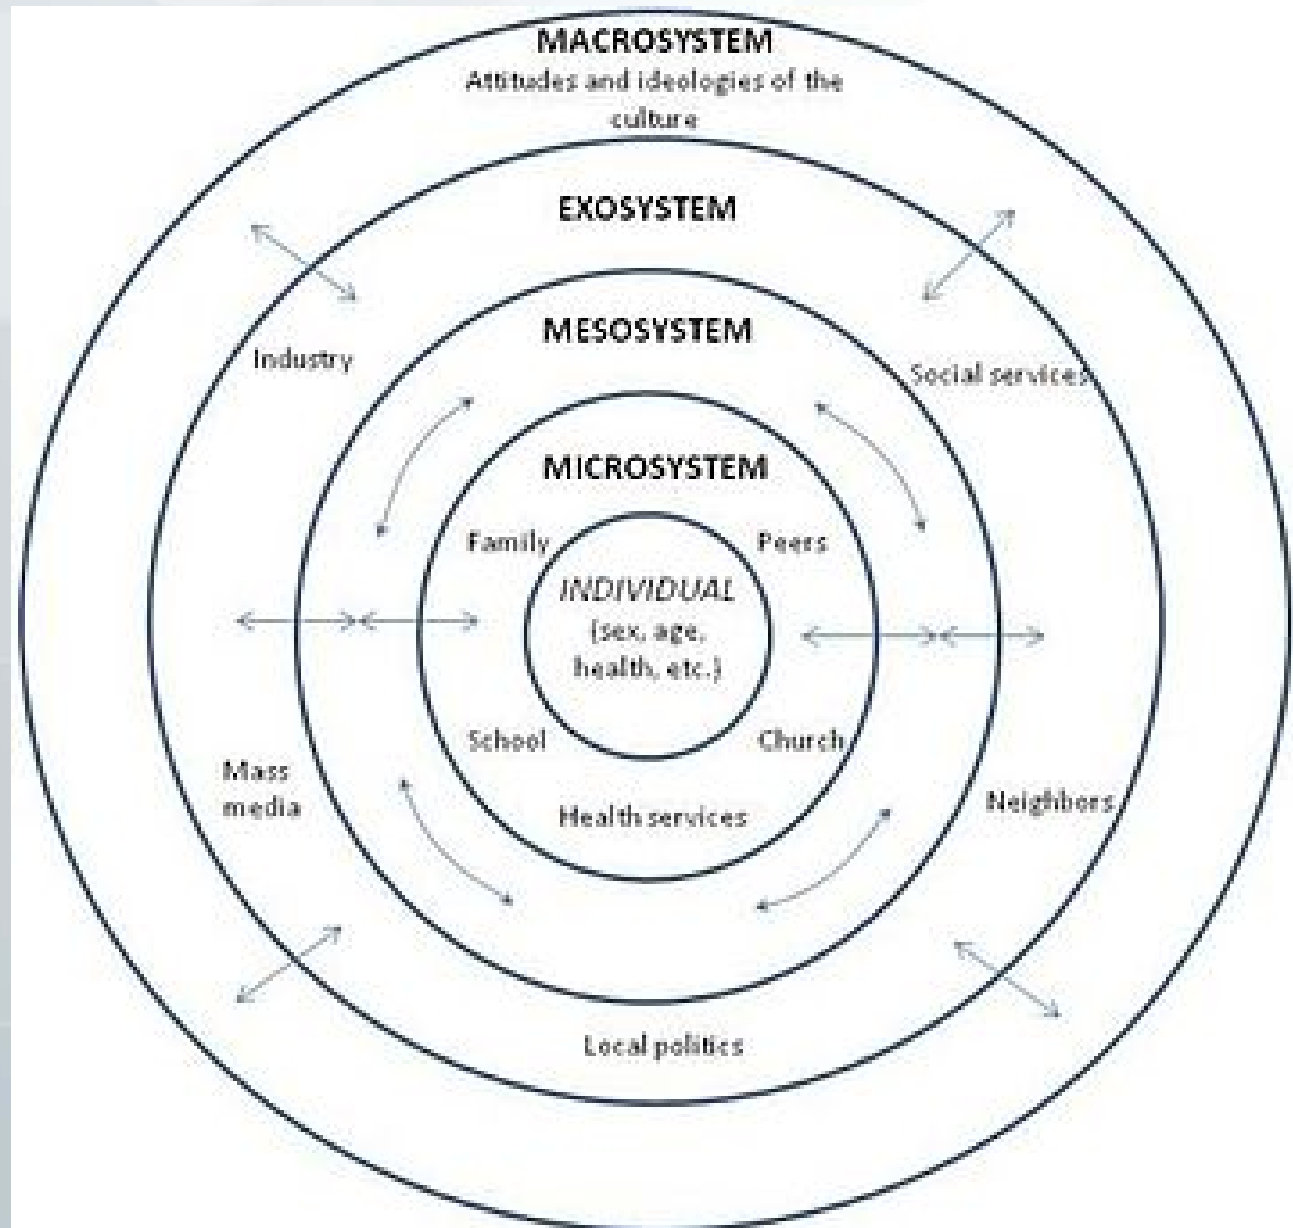 MACROSYSTEM
Attitudes and ideologies of the
culture
EXOSYSTEM
MESOSYSTEM
Industry
Social services
MICROSYSTEM
Family
Peers
INDIVIDUAL
(sex, age,
health, etc.)
School
Church
Mass
media
Neighbors
Health services
Local politics